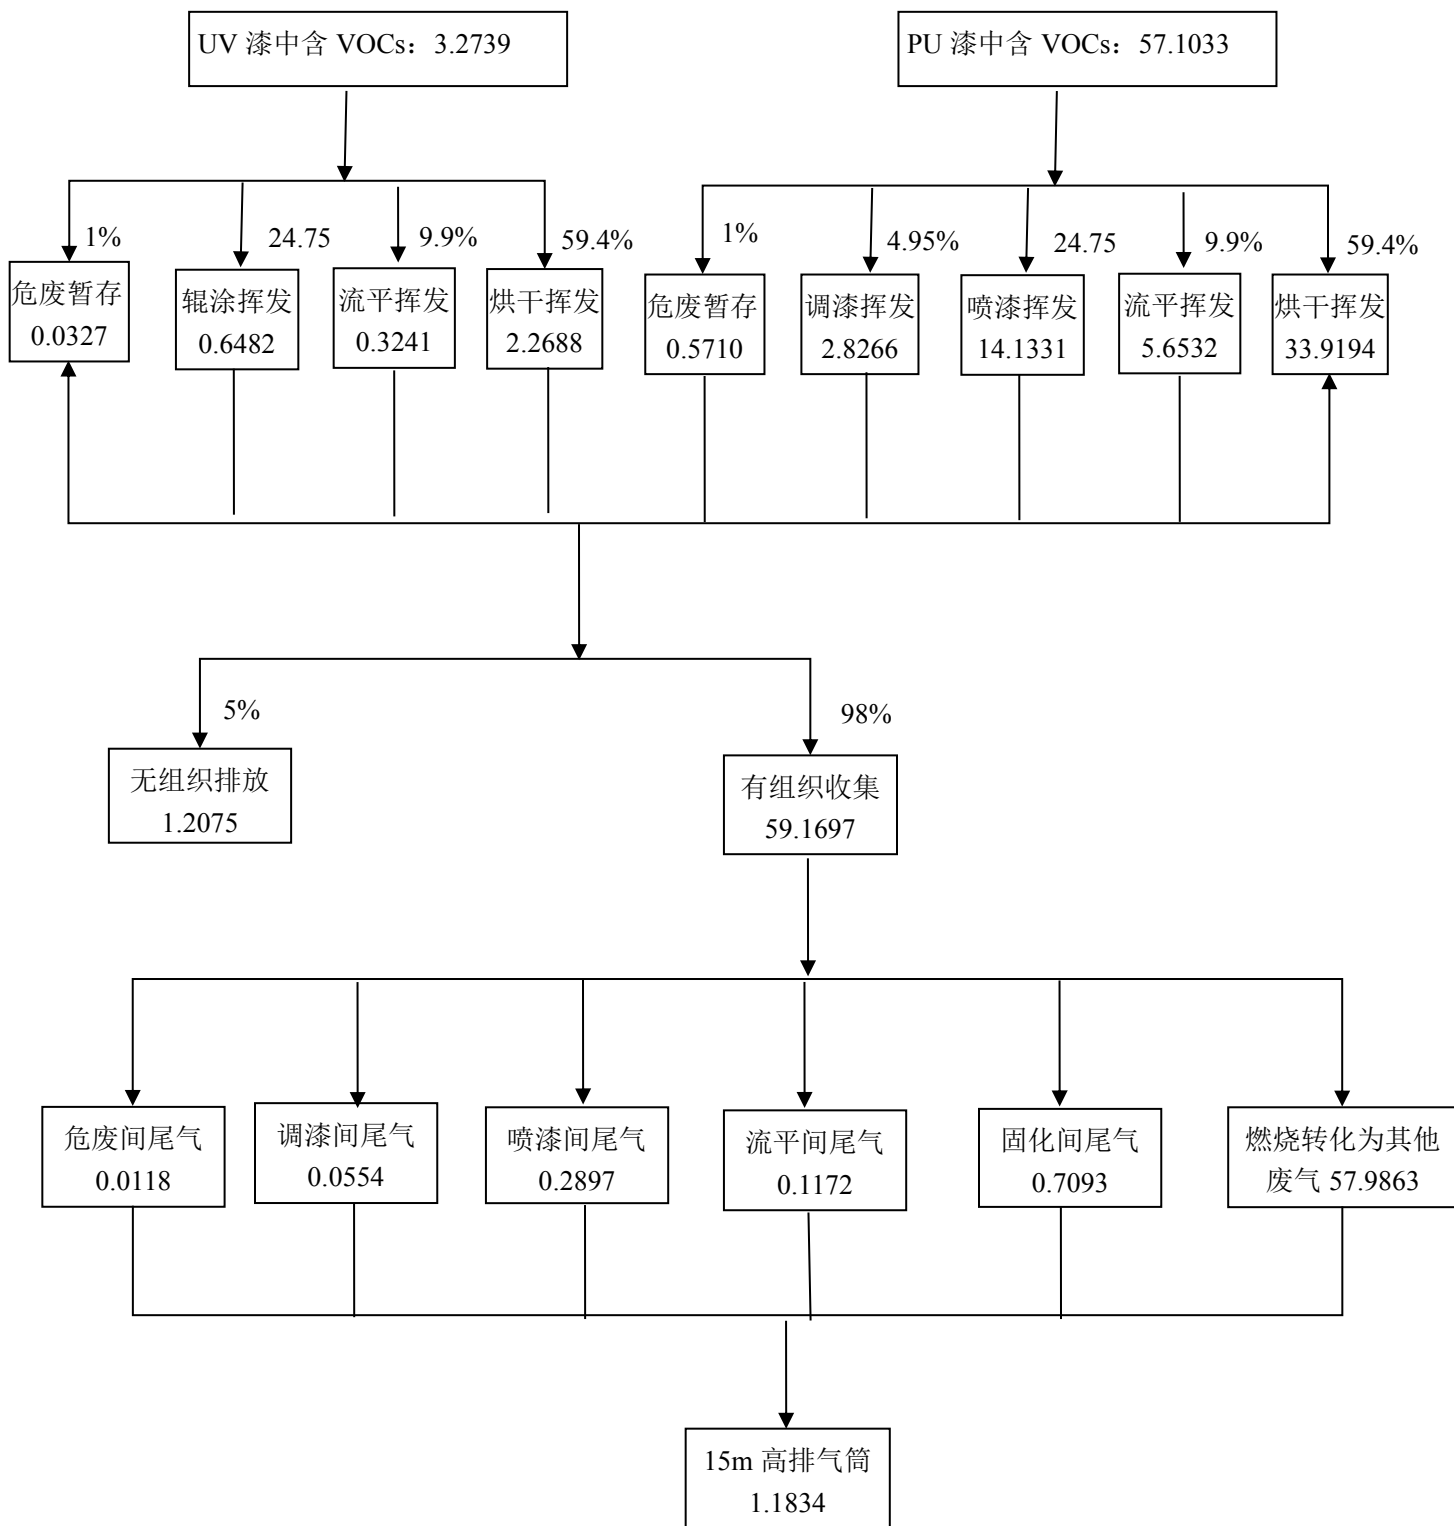 UV 漆中含 VOCs：3.2739
PU 漆中含 VOCs：57.1033
1%
24.75
9.9%
59.4%
1%
4.95%
24.75
9.9%
59.4%
危废暂存
0.0327
辊涂挥发
0.6482
流平挥发
0.3241
烘干挥发
2.2688
危废暂存
0.5710
调漆挥发
2.8266
喷漆挥发
14.1331
流平挥发
5.6532
烘干挥发
33.9194
5%
98%
无组织排放
1.2075
有组织收集
59.1697
危废间尾气
0.0118
调漆间尾气
0.0554
喷漆间尾气
0.2897
流平间尾气
0.1172
固化间尾气
0.7093
燃烧转化为其他
废气 57.9863
15m 高排气筒
1.1834